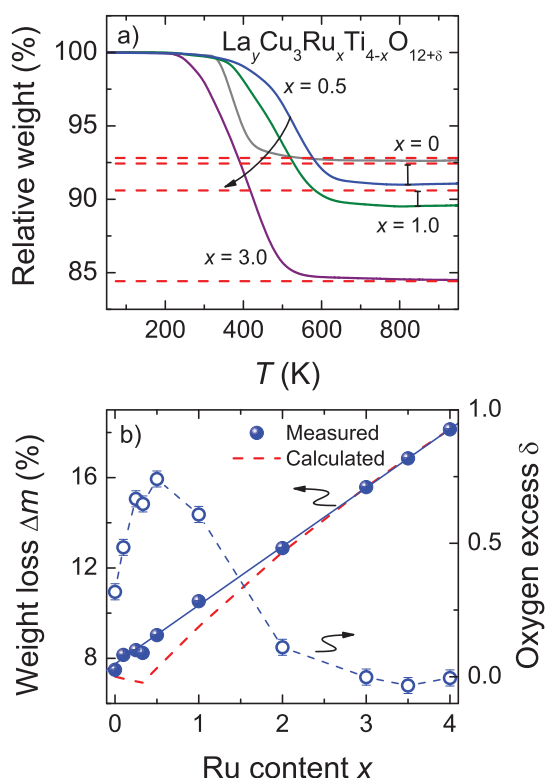 a) LayCu3RuxTi4-xO12+δ
100
95
90
85
Relative weight (%)
x = 0.5
x = 0
x = 1.0
x = 3.0
200 400 600 800
T (K)
b)
Measured
Calculated
16
12
8
Weight loss Δm (%)
1.0
0.5
0.0
Oxygen excess δ
0 1 2 3 4
Ru content x